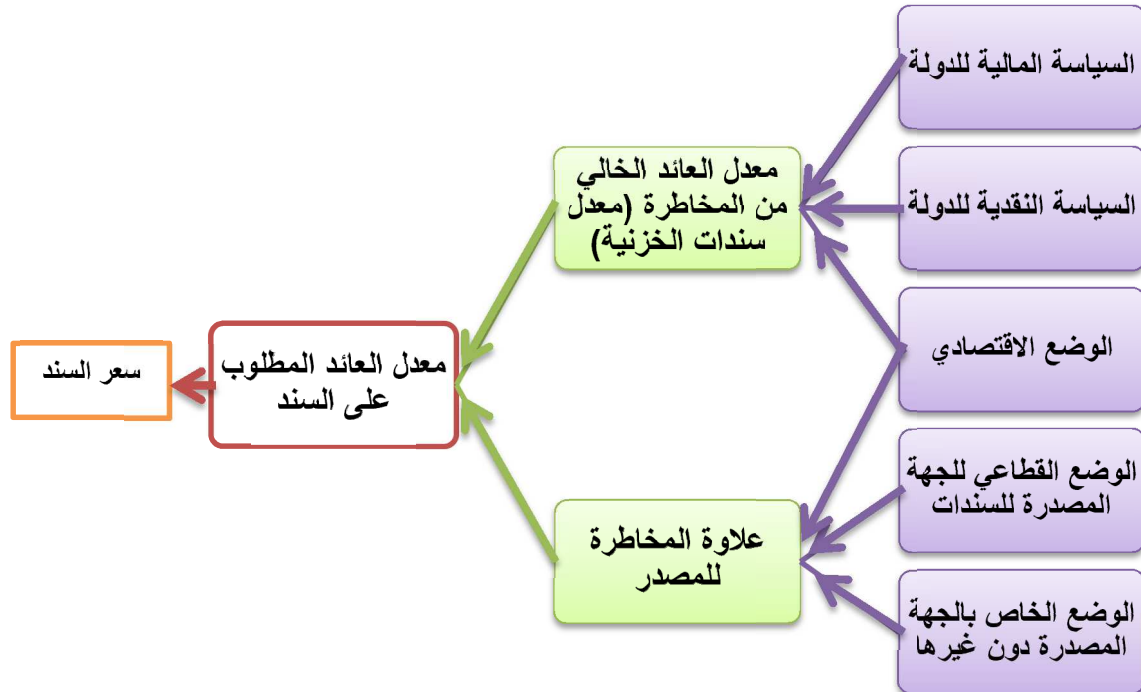 السياسة المالية للدولة
السياسة النقدية للدولة
الوضع الاقتصادي
الوضع القطاعي للجهة
المصدرة للسندات
الوضع الخاص بالجهة
المصدرة دون غيرها
معدل العائد الخالي
من المخاطرة (معدل
سندات الخزنية)
علاوة المخاطرة
للمصدر
معدل العائد المطلوب
على السند
سعر السند